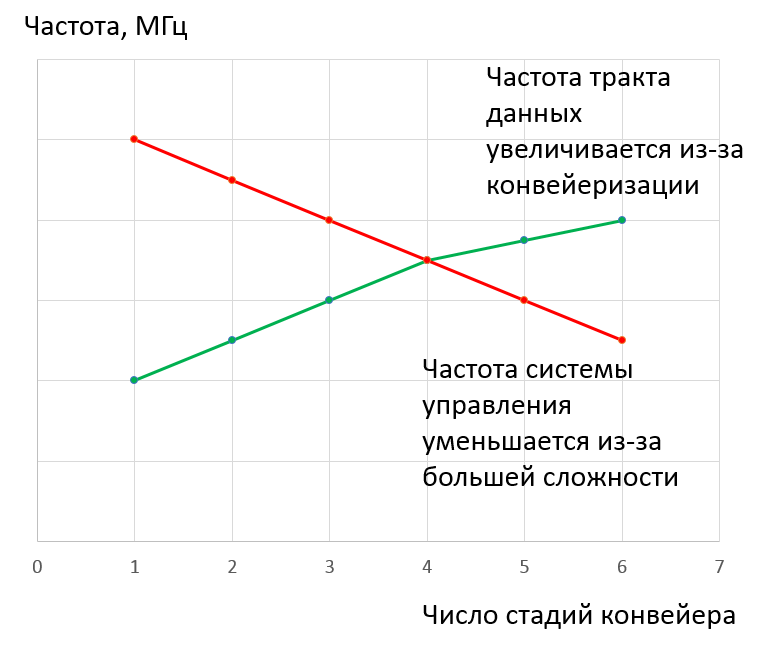 Частота, МГц
Частота тракта
данных
увеличивается из-за
конвейеризации
Частота системы
управления
уменьшается из-за
большей сложности
0 1 2 3 4 5 6 7
Число стадий конвейера